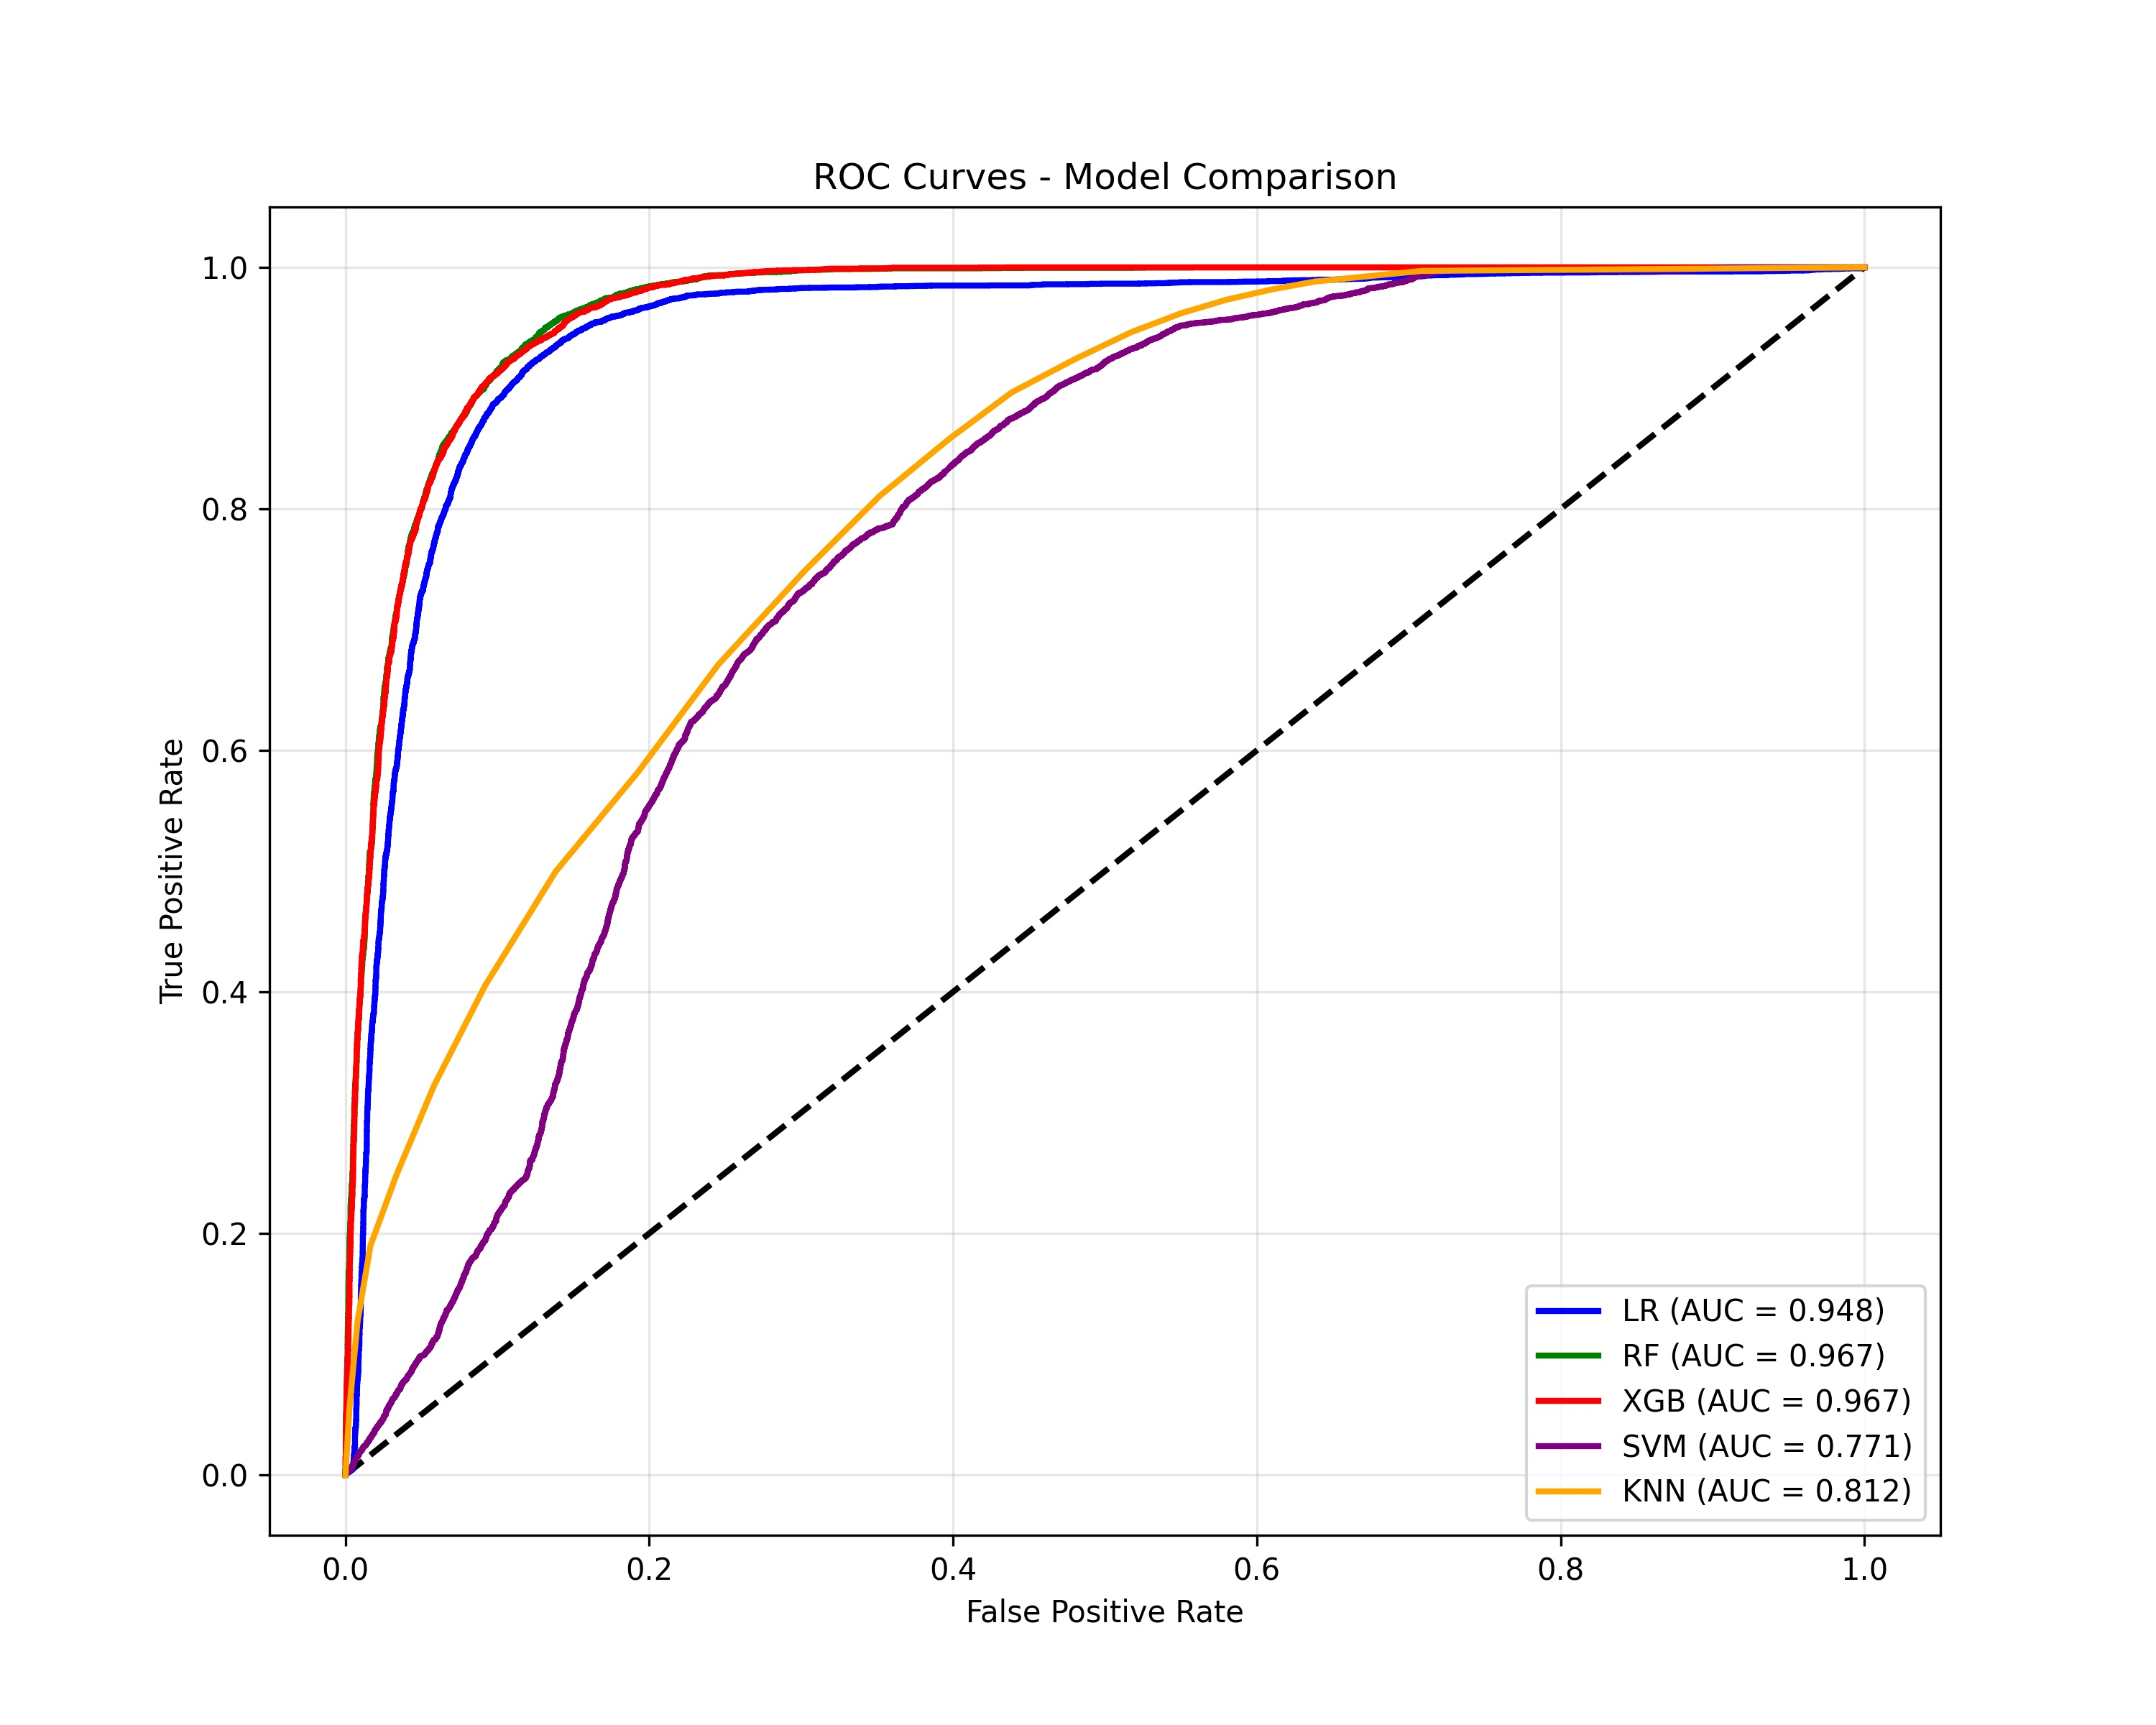 ROC Curves - Model Comparison
True Positive Rate
1.0
0.8
0.6
0.4
0.2
0.0
LR (AUC = 0.948)
RF (AUC = 0.967)
XGB (AUC = 0.967)
SVM (AUC = 0.771)
KNN (AUC = 0.812)
0.0 0.2 0.4 0.6 0.8 1.0
False Positive Rate